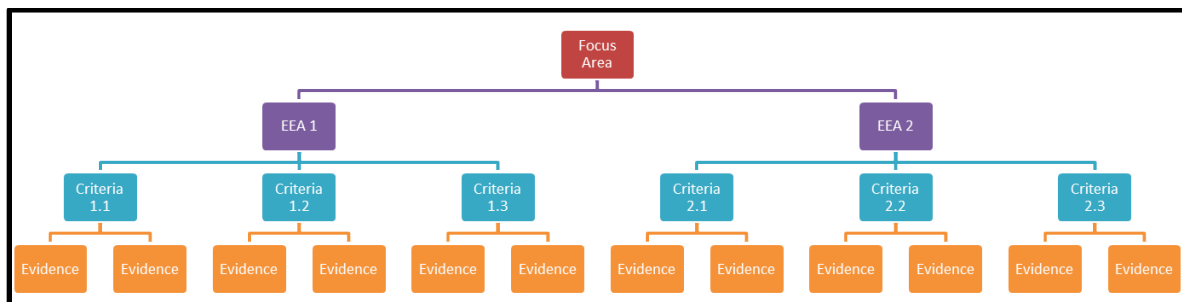 Focus
Area
EEA 1
EEA 2
Criteria
1.1
Criteria
1.2
Criteria
1.3
Criteria
2.1
Criteria
2.2
Criteria
2.3
Evidence
Evidence
Evidence
Evidence
Evidence
Evidence
Evidence
Evidence
Evidence
Evidence
Evidence
Evidence